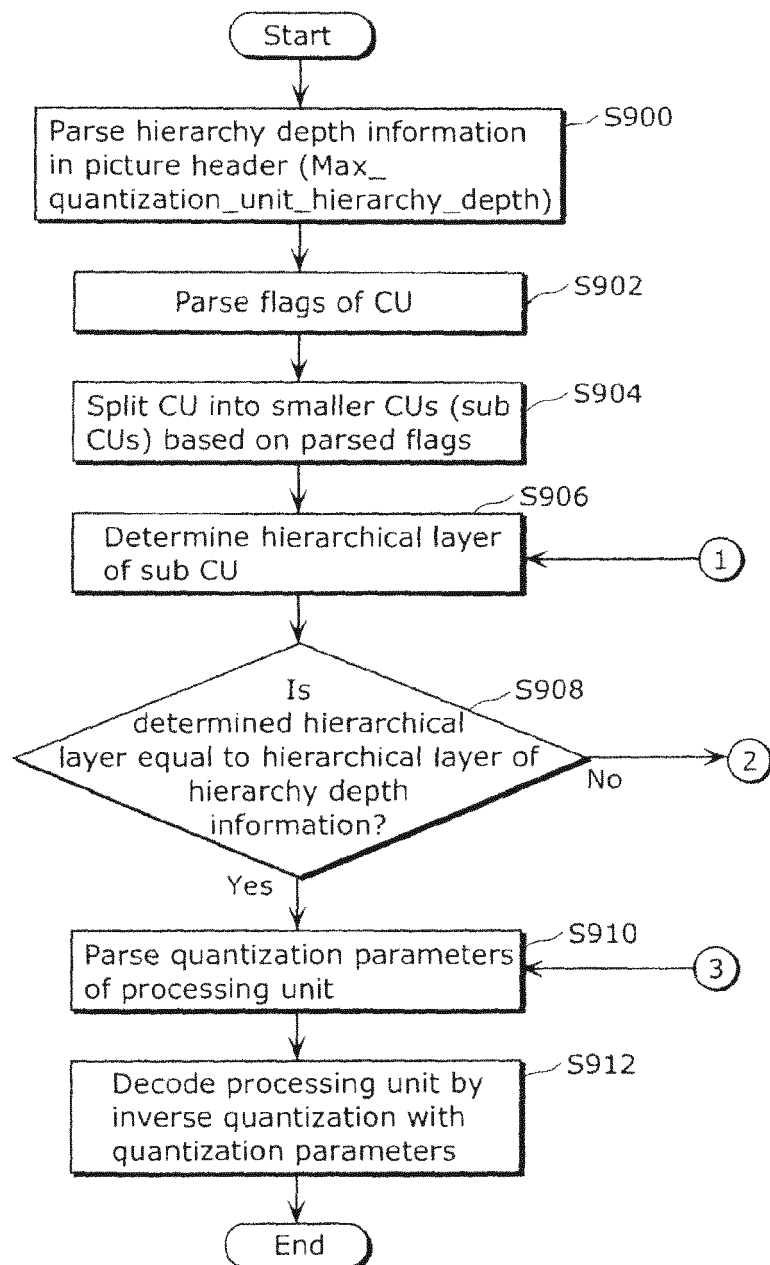 Start
S900
Parse hierarchy depth information
in picture header (Max_
quantization_unit_hierarchy_depth)
S902
Parse flags of CU
S904
Split CU into smaller CUs (sub
CUs) based on parsed flags
S906
Determine hierarchical layer
of sub CU
1
S908
Is
determined hierarchical
layer equal to hierarchical layer of
hierarchy depth
information?
No
2
Yes
S910
Parse quantization parameters
of processing unit
3
S912
Decode processing unit by
inverse quantization with
quantization parameters
End